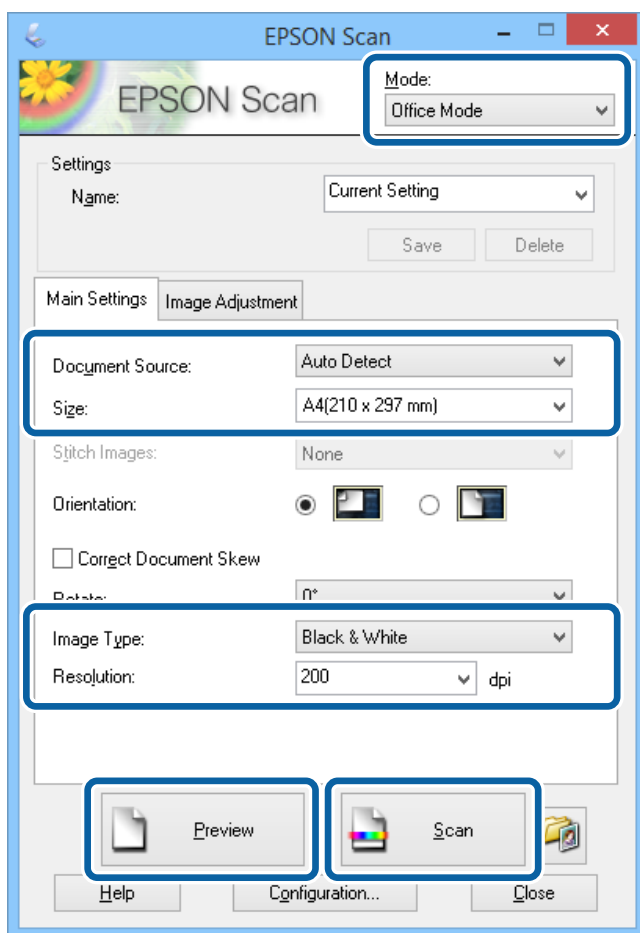 EPSON Scan
EPSON Scan
Mode:
Office Mode
Settings
Name:
Current Setting
Save Delete
Main Settings Image Adjustment
Document Source: Auto Detect
Size: A4(210 x 297 mm)
Stitch Images: None
Orientation:
Correct Document Skew
Rotate: 0°
Image Type: Black & White
Resolution: 200 dpi
Preview Scan
Help Configuration... Close